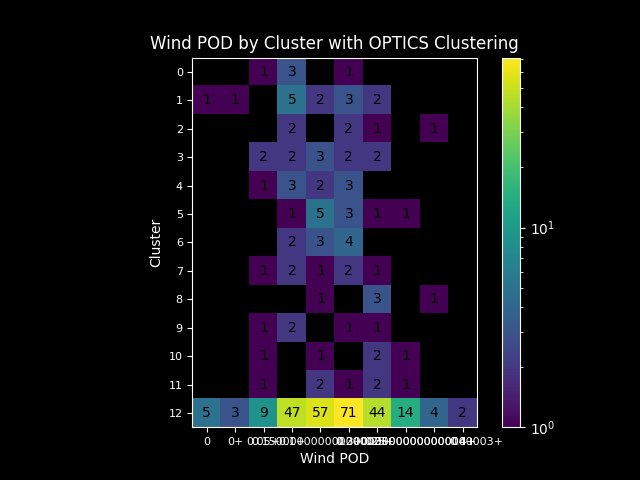 Wind POD by Cluster with OPTICS Clustering
0 1 3 1
1 1 1 5 2 3 2
2 2 2 1 1
3 2 2 3 2 2
4 1 3 2 3
5 1 5 3 1 1
6 2 3 4
7 1 2 1 2 1
8 1 3 1
9 1 2 1 1
10 1 1 2 1
11 1 2 1 2 1
12 5 3 9 47 57 71 44 14 4 2
0 0+
Wind POD
Cluster
10¹
10⁰